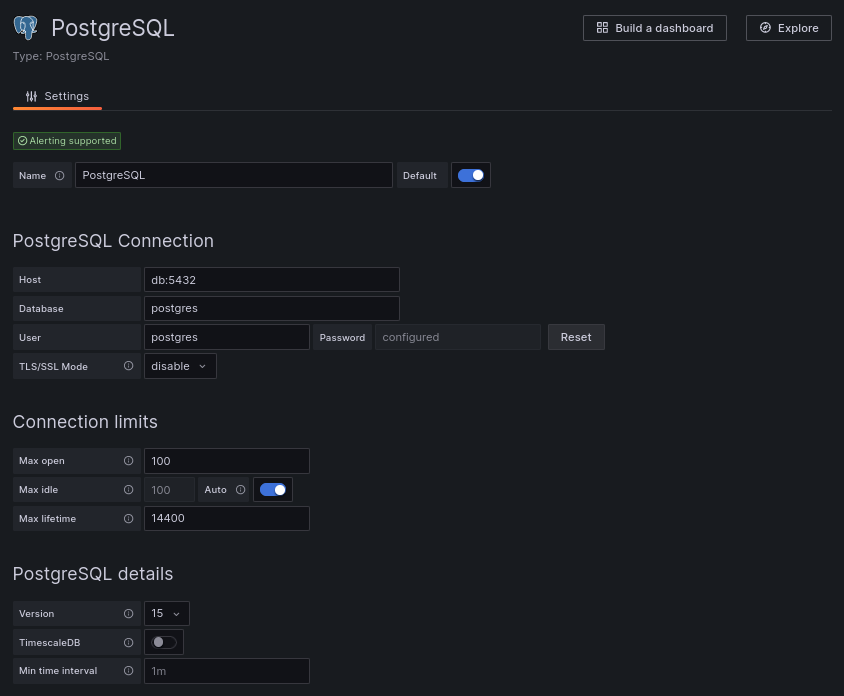 PostgreSQL
Build a dashboard
Explore
Type: PostgreSQL
Settings
Alerting supported
Name PostgreSQL Default
PostgreSQL Connection
Host db:5432
Database postgres
User postgres Password configured Reset
TLS/SSL Mode disable
Connection limits
Max open 100
Max idle 100 Auto
Max lifetime 14400
PostgreSQL details
Version 15
TimescaleDB
Min time interval 1m